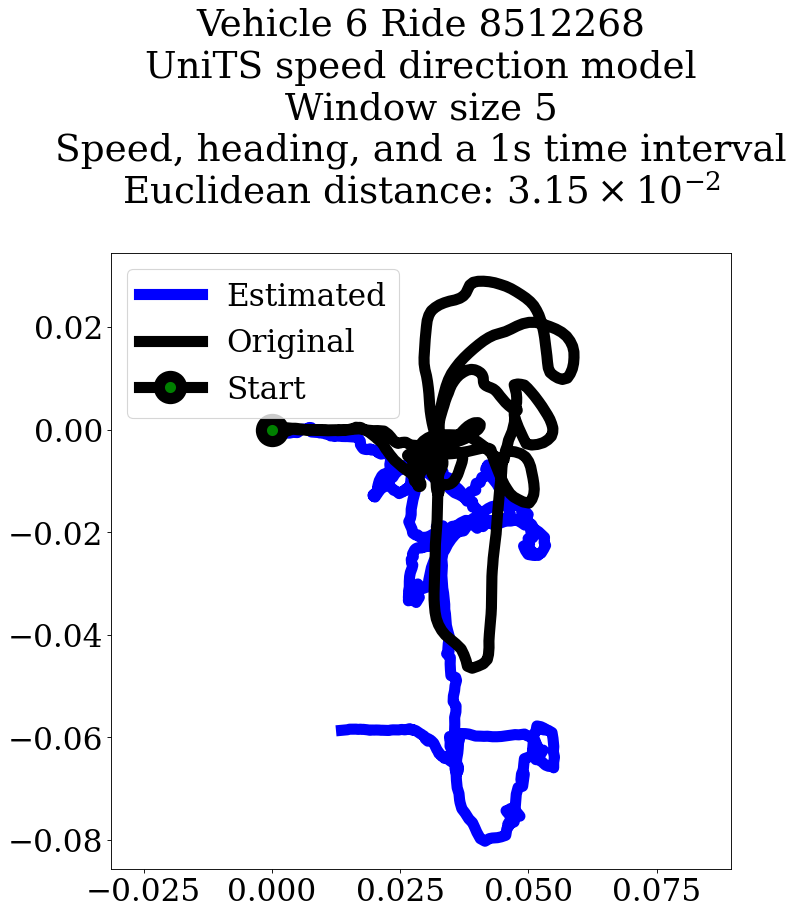 Vehicle 6 Ride 8512268
UniTS speed direction model
Window size 5
Speed, heading, and a 1s time interval
Euclidean distance: 3.15 × 10⁻²
Estimated
Original
Start
0.02
0.00
−0.02
−0.04
−0.06
−0.08
−0.025 0.000 0.025 0.050 0.075